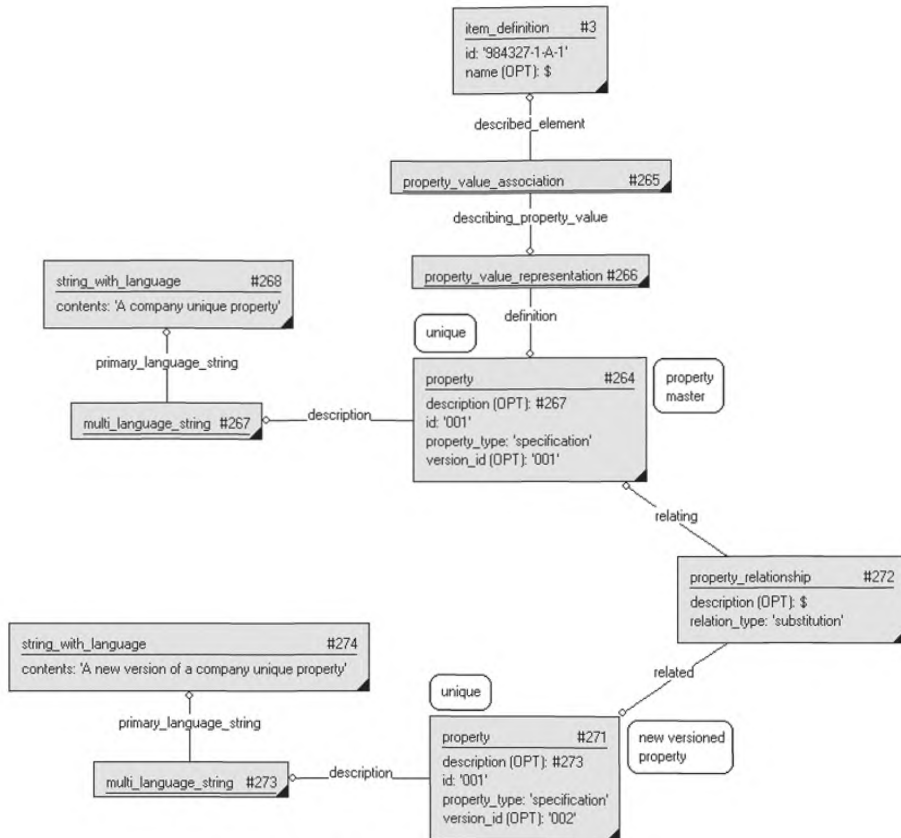 item_definition #3
id: '984327-1-A-1'
name (OPT): $
described_element
property_value_association #265
describing_property_value
property_value_representation #266
definition
string_with_language #268
contents: 'A company unique property'
primary_language_string
multi_language_string #267
description
unique
property #264
description (OPT): #267
id: '001'
property_type: 'specification'
version_id (OPT): '001'
property
master
relating
property_relationship #272
description (OPT): $
relation_type: 'substitution'
related
string_with_language #274
contents: 'A new version of a company unique property'
primary_language_string
multi_language_string #273
description
unique
property #271
description (OPT): #273
id: '001'
property_type: 'specification'
version_id (OPT): '002'
new versioned
property